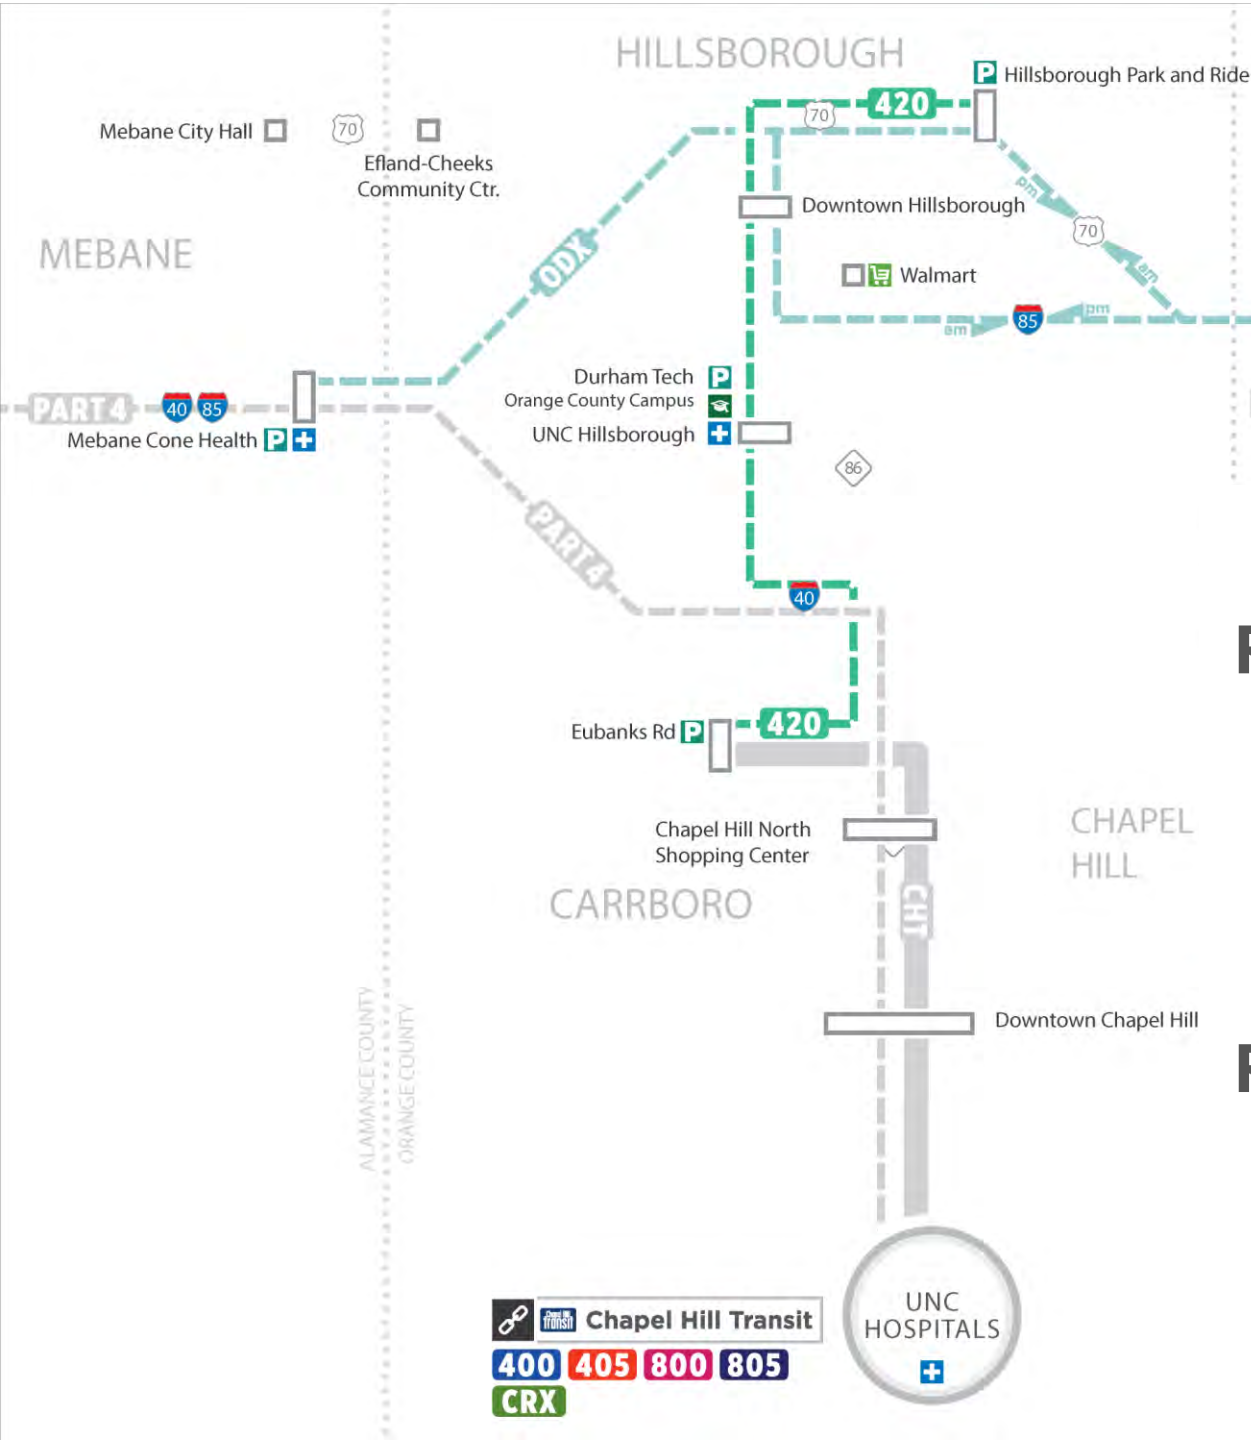 HILLSBOROUGH
P Hillsborough Park and Ride
420
70
Mebane City Hall
70
Efland-Cheeks
Community Ctr.
pm
Downtown Hillsborough
70
MEBANE
ODX
am
Walmart
pm
85
am
Durham Tech P
Orange County Campus
UNC Hillsborough
PART 4
40
85
Mebane Cone Health P
86
PART 4
40
Eubanks Rd P
420
Chapel Hill North
Shopping Center
CHAPEL
HILL
CARRBORO
CHT
ALAMANCE COUNTY
ORANGE COUNTY
Downtown Chapel Hill
UNC
HOSPITALS
Chapel Hill Transit Chapel Hill Transit
400 405 800 805
CRX